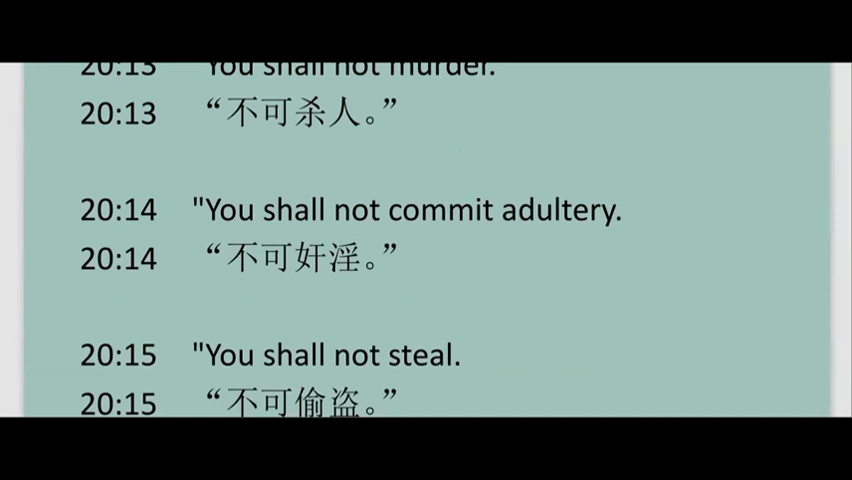 20:13 "You shall not murder.
20:13 “不可杀人。”
20:14 "You shall not commit adultery.
20:14 “不可奸淫。”
20:15 "You shall not steal.
20:15 “不可偷盗。”